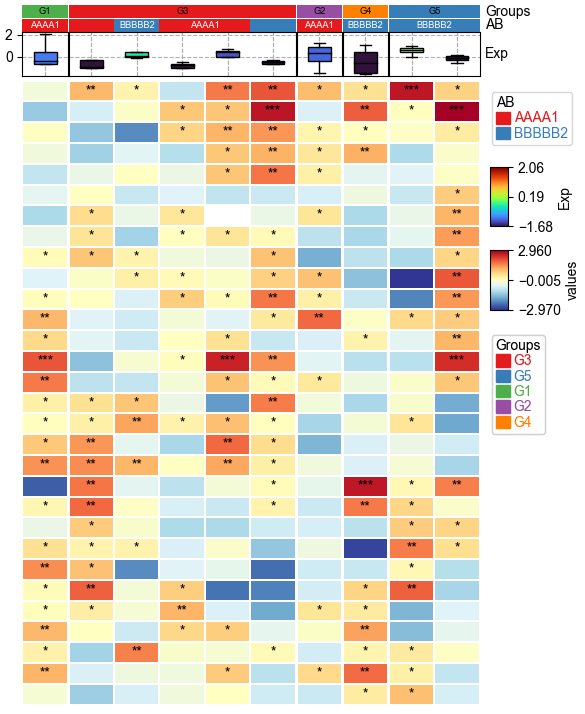 G1 G3 G2 G4 G5 Groups
AAAA1 BBBBB2 AAAA1 AAAA1 BBBBB2 BBBBB2 AB
2
0
Exp
** * ** ** * * *** *
* * *** ** * ***
* * ** ** * * *
* ** * **
* ** *
*
* * * **
* * * * **
* * * * *
* * * * **
* * * ** * **
** * ** * *
* * * **
*** * *** ** ***
** * * * *
* * * **
* * ** * * * *
* ** ** *
** ** ** ** *
** * *** * **
* ** * ** *
* * *
* * * ** *
** * *
* ** * * **
* * ** * *
** * * **
* ** * * *
** * * ** *
* *
AB
AAAA1
BBBBB2
2.06
0.19
−1.68
Exp
2.960
−0.005
−2.970
values
Groups
G3
G5
G1
G2
G4